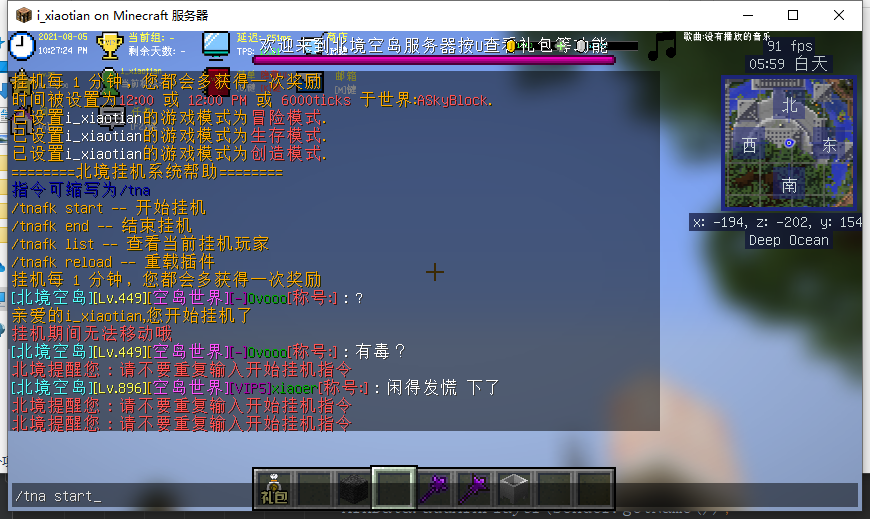 i_xiaotian on Minecraft 服务器
2021-08-05
10:27:24 PM
当前组: -
剩余天数: -
欢迎来到北境空岛服务器按U查看礼包等功能
歌曲:没有播放的音乐
91 fps
05:59 白天
北
西
东
南
x: -194, z: -202, y: 154
Deep Ocean
挂机每 1 分钟，您都会多获得一次奖励
时间被设置为12:00 或 12:00 PM 或 6000ticks 于世界:ASkyBlock.
已设置i_xiaotian的游戏模式为冒险模式.
已设置i_xiaotian的游戏模式为生存模式.
已设置i_xiaotian的游戏模式为创造模式.
========北境挂机系统帮助========
指令可缩写为/tna
/tnafk start -- 开始挂机
/tnafk end -- 结束挂机
/tnafk list -- 查看当前挂机玩家
/tnafk reload -- 重载插件
挂机每 1 分钟，您都会多获得一次奖励
[北境空岛][Lv.449][空岛世界][-]Ovooo[称号:]：?
亲爱的i_xiaotian,您开始挂机了
挂机期间无法移动哦
[北境空岛][Lv.449][空岛世界][-]Ovooo[称号:]：有毒？
北境提醒您：请不要重复输入开始挂机指令
[北境空岛][Lv.896][空岛世界][VIP5]xiaoer[称号:]：闲得发慌 下了
北境提醒您：请不要重复输入开始挂机指令
北境提醒您：请不要重复输入开始挂机指令
礼包
/tna start_